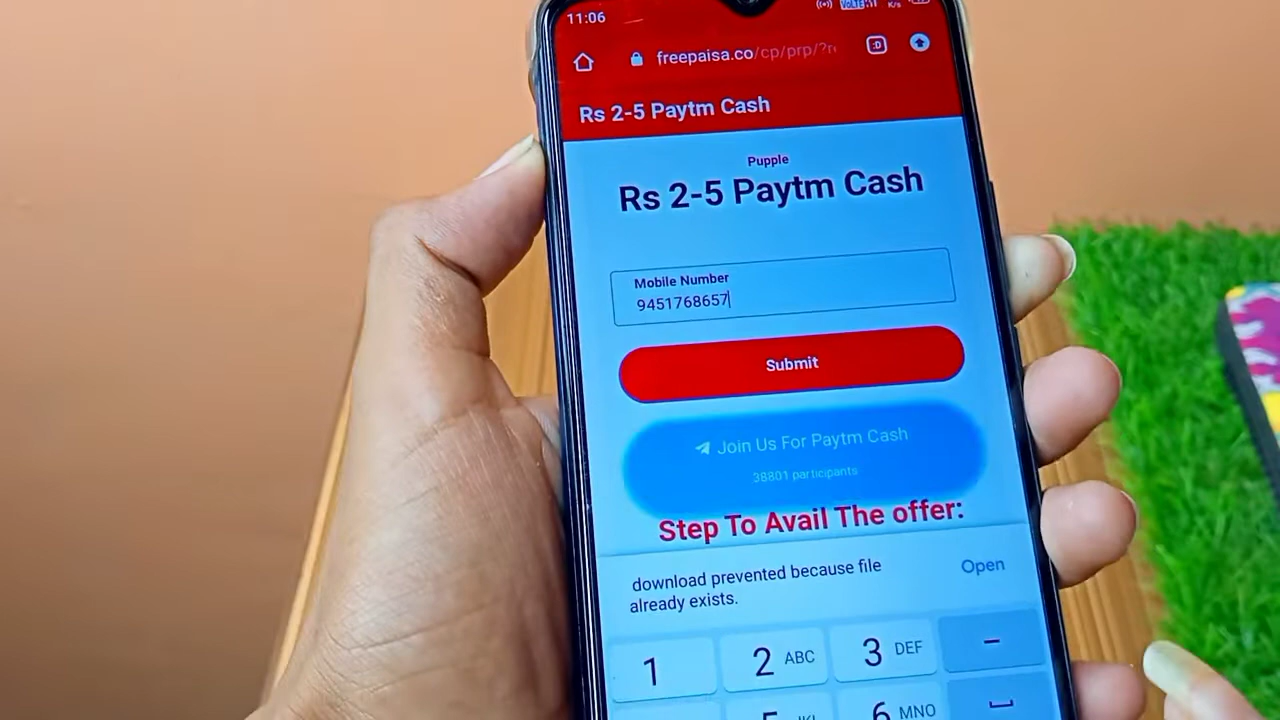 11:06
VoLTE
K/s
freepaisa.co/cp/prp/?r
:D
Rs 2-5 Paytm Cash
Pupple
Rs 2-5 Paytm Cash
Mobile Number
9451768657
Submit
Join Us For Paytm Cash
38801 participants
Step To Avail The offer:
download prevented because file
already exists.
Open
1
2 ABC
3 DEF
–
6 MNO